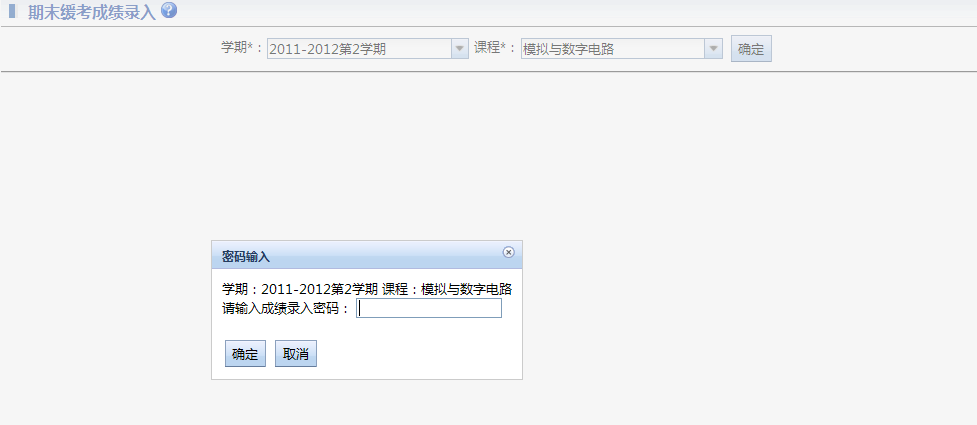 期末缓考成绩录入
学期*：2011-2012第2学期 课程*：模拟与数字电路 确定
密码输入
学期：2011-2012第2学期 课程：模拟与数字电路
请输入成绩录入密码：
确定 取消